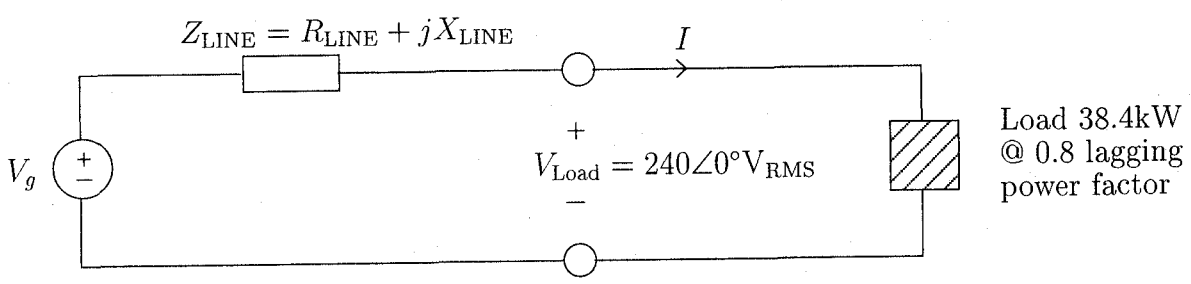 Z_LINE = R_LINE + jX_LINE
I
+
−
V_g
+
V_Load = 240∠0°V_RMS
−
Load 38.4kW
@ 0.8 lagging
power factor